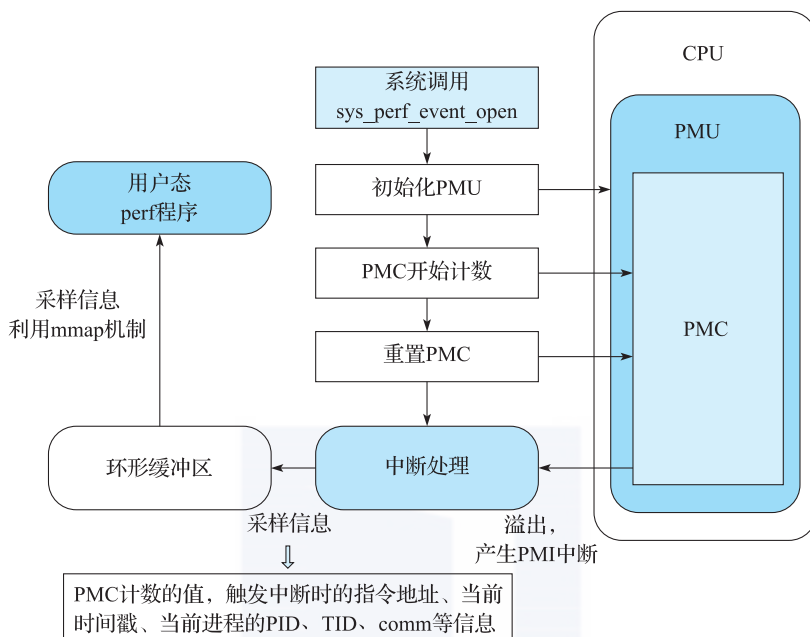 CPU
系统调用
sys_perf_event_open
PMU
用户态
perf程序
初始化PMU
PMC开始计数
采样信息
利用mmap机制
重置PMC
PMC
环形缓冲区
中断处理
采样信息
溢出，
产生PMI中断
PMC计数的值，触发中断时的指令地址、当前
时间戳、当前进程的PID、TID、comm等信息